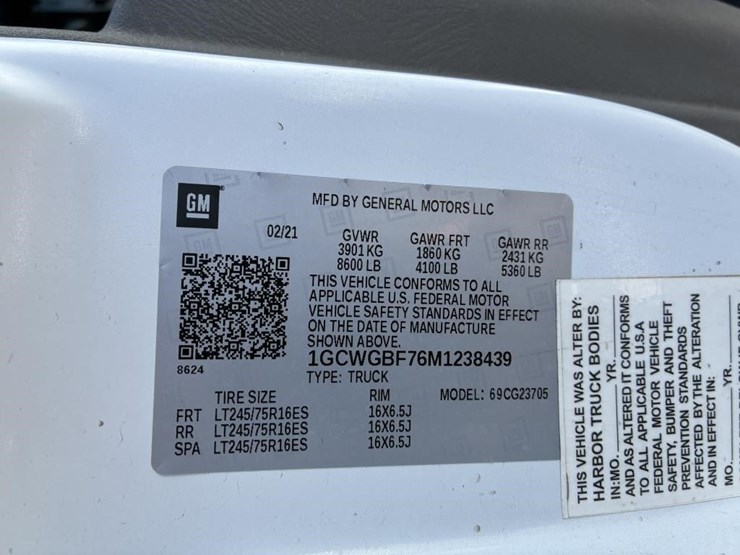 GM
MFD BY GENERAL MOTORS LLC
02/21
GVWR GAWR FRT GAWR RR
3901 KG 1860 KG 2431 KG
8600 LB 4100 LB 5360 LB
THIS VEHICLE CONFORMS TO ALL
APPLICABLE U.S. FEDERAL MOTOR
VEHICLE SAFETY STANDARDS IN EFFECT
ON THE DATE OF MANUFACTURE
SHOWN ABOVE.
8624
1GCWGBF76M1238439
TYPE: TRUCK
TIRE SIZE RIM MODEL: 69CG23705
FRT LT245/75R16ES 16X6.5J
RR LT245/75R16ES 16X6.5J
SPA LT245/75R16ES 16X6.5J
THIS VEHICLE WAS ALTER BY:
HARBOR TRUCK BODIES
IN:MO. YR.
AND AS ALTERED IT CONFORMS
TO ALL APPLICABLE U.S.A
FEDERAL MOTOR VEHICLE
SAFETY, BUMPER AND THEFT
PREVENTION STANDARDS
AFFECTED BY THE ALTERATION
AND IN EFFECT IN:
MO. YR.